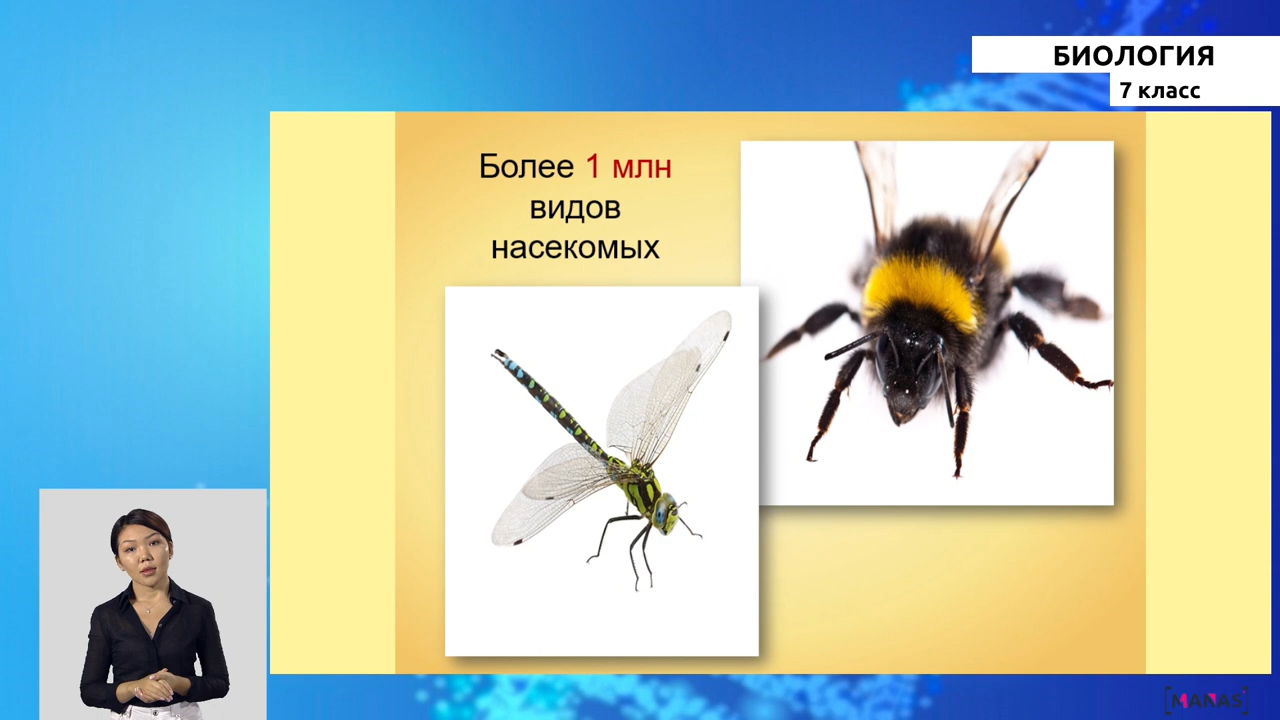 БИОЛОГИЯ
7 класс
Более 1 млн
видов
насекомых
MANAS